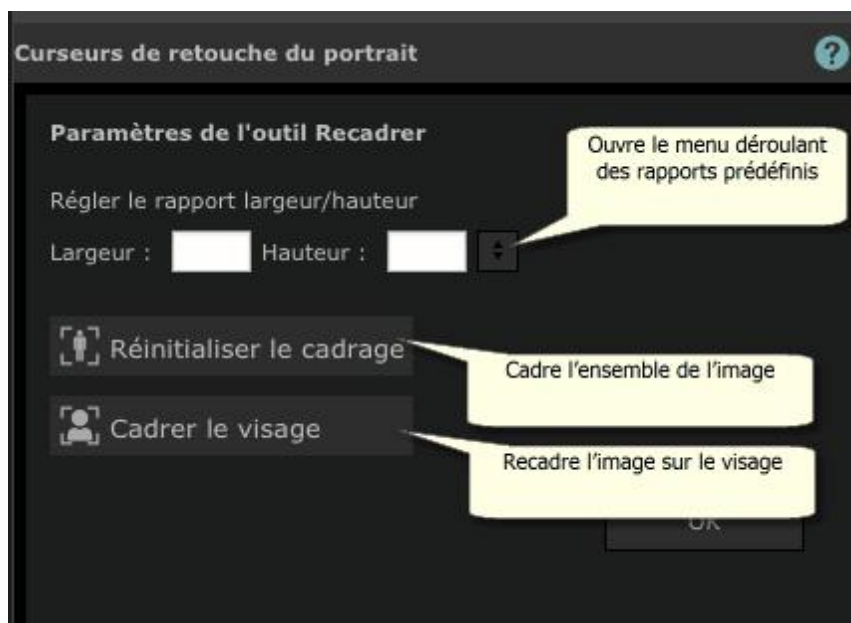 Curseurs de retouche du portrait
?
Paramètres de l'outil Recadrer
Ouvre le menu déroulant
des rapports prédéfinis
Régler le rapport largeur/hauteur
Largeur : Hauteur :
Réinitialiser le cadrage
Cadre l’ensemble de l’image
Cadrer le visage
Recadre l’image sur le visage
OK